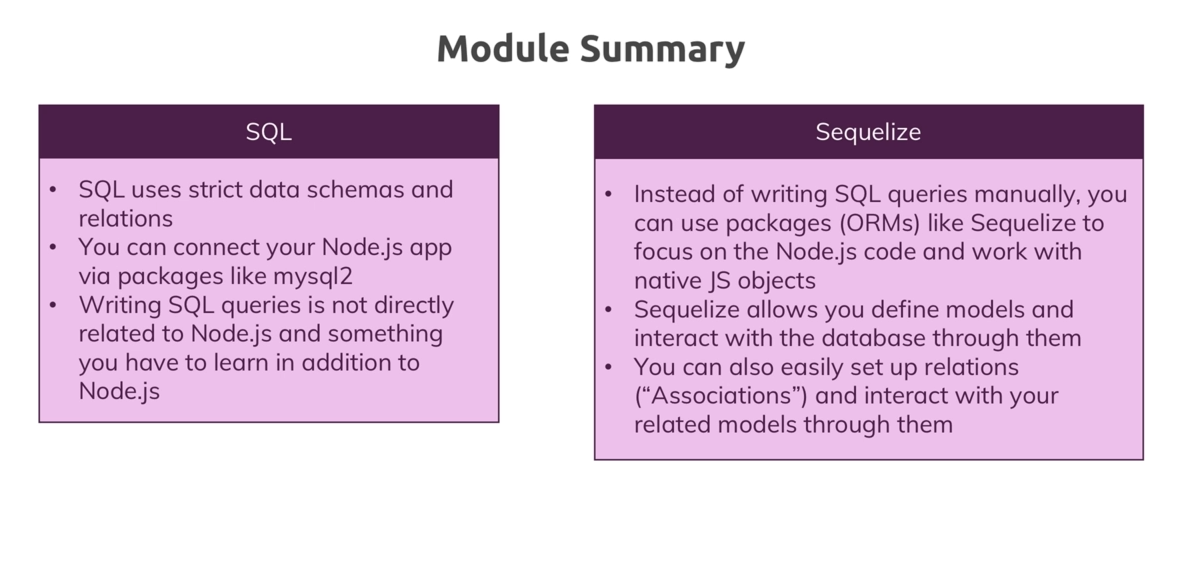 Module Summary
SQL
• SQL uses strict data schemas and
relations
• You can connect your Node.js app
via packages like mysql2
• Writing SQL queries is not directly
related to Node.js and something
you have to learn in addition to
Node.js
Sequelize
• Instead of writing SQL queries manually, you
can use packages (ORMs) like Sequelize to
focus on the Node.js code and work with
native JS objects
• Sequelize allows you define models and
interact with the database through them
• You can also easily set up relations
(“Associations”) and interact with your
related models through them